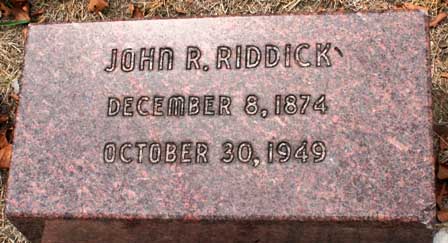 JOHN R. RIDDICK
DECEMBER 8, 1874
OCTOBER 30, 1949